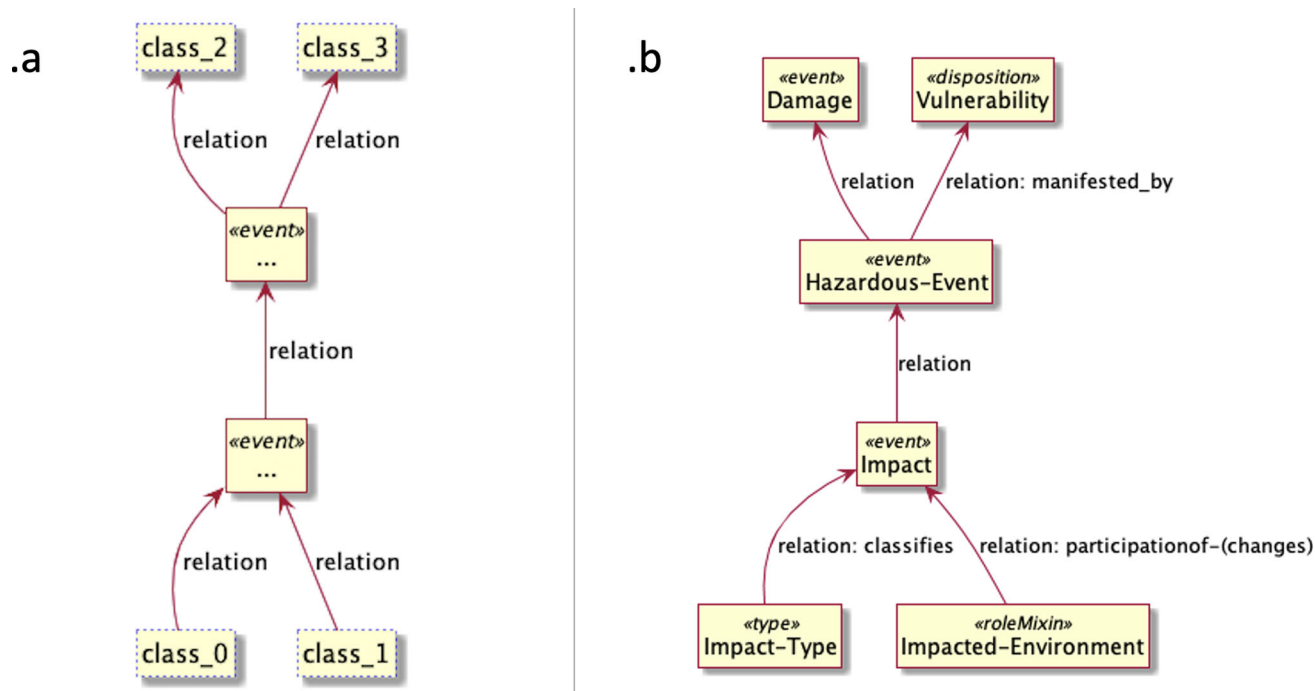 .a
class_2
class_3
relation
relation
«event»
...
relation
«event»
...
relation
relation
class_0
class_1
.b
«event»
Damage
«disposition»
Vulnerability
relation
relation: manifested_by
«event»
Hazardous-Event
relation
«event»
Impact
relation: classifies
relation: participationof-(changes)
«type»
Impact-Type
«roleMixin»
Impacted-Environment